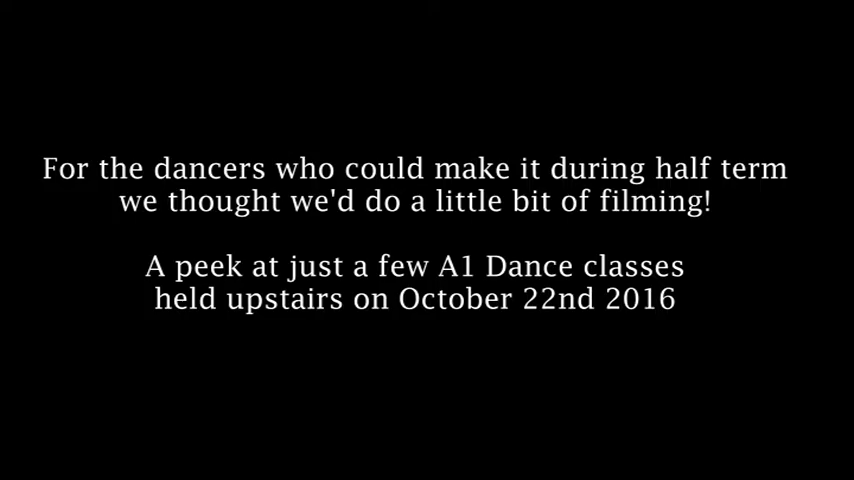 For the dancers who could make it during half term
we thought we'd do a little bit of filming!
A peek at just a few A1 Dance classes
held upstairs on October 22nd 2016